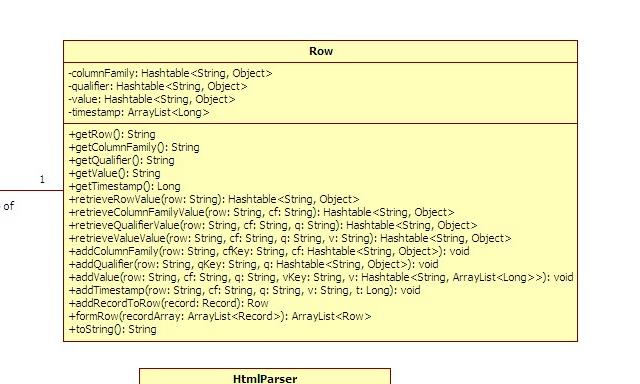 Row
-columnFamily: Hashtable<String, Object>
-qualifier: Hashtable<String, Object>
-value: Hashtable<String, Object>
-timestamp: ArrayList<Long>
+getRow(): String
+getColumnFamily(): String
+getQualifier(): String
+getValue(): String
+getTimestamp(): Long
+retrieveRowValue(row: String): Hashtable<String, Object>
+retrieveColumnFamilyValue(row: String, cf: String): Hashtable<String, Object>
+retrieveQualifierValue(row: String, cf: String, q: String): Hashtable<String, Object>
+retrieveValueValue(row: String, cf: String, q: String, v: String): Hashtable<String, Object>
+addColumnFamily(row: String, cfKey: String, cf: Hashtable<String, Object>): void
+addQualifier(row: String, qKey: String, q: Hashtable<String, Object>): void
+addValue(row: String, cf: String, q: String, vKey: String, v: Hashtable<String, ArrayList<Long>>): void
+addTimestamp(row: String, cf: String, q: String, v: String, t: Long): void
+addRecordToRow(record: Record): Row
+formRow(recordArray: ArrayList<Record>): ArrayList<Row>
+toString(): String
1
of
HtmlParser